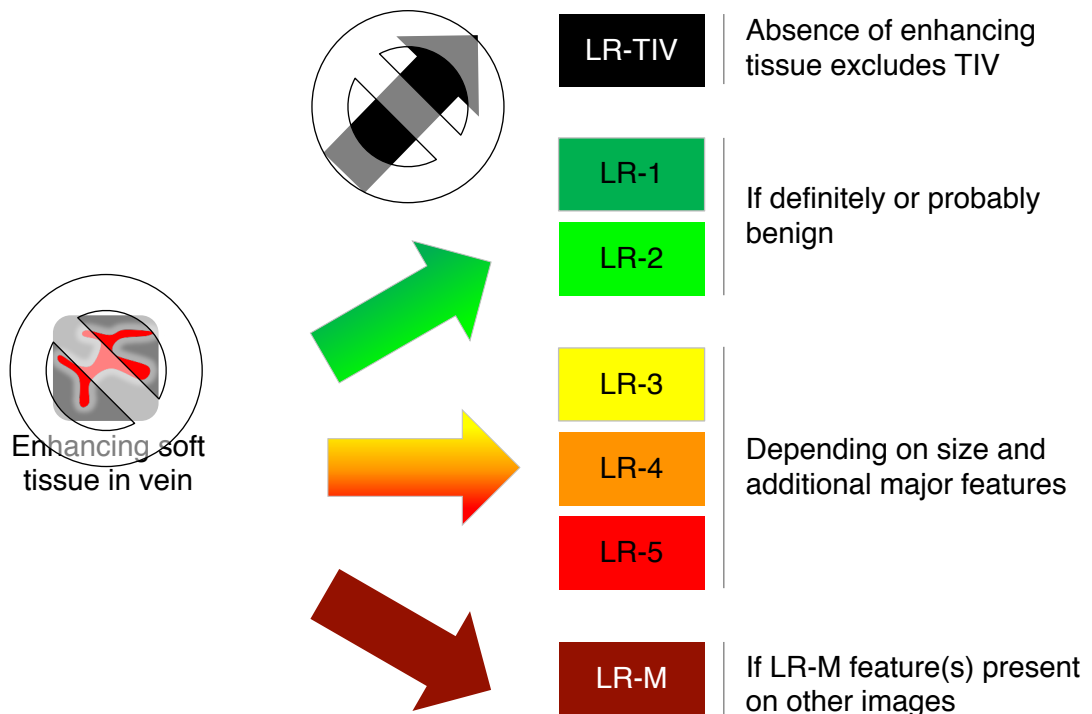 LR-TIV
Absence of enhancing
tissue excludes TIV
LR-1
LR-2
If definitely or probably
benign
Enhancing soft
tissue in vein
LR-3
LR-4
LR-5
Depending on size and
additional major features
LR-M
If LR-M feature(s) present
on other images